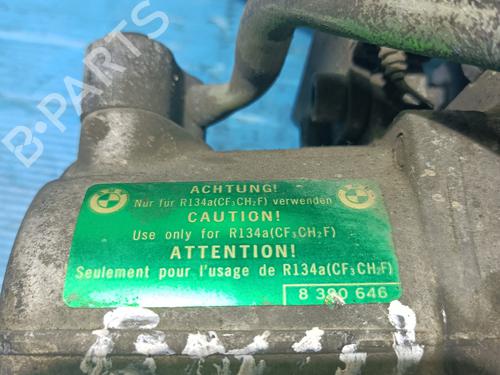 B-PARTS
ACHTUNG!
Nur für R134a(CF₃CH₂F) verwenden
CAUTION!
Use only for R134a(CF₃CH₂F)
ATTENTION!
Seulement pour l'usage de R134a(CF₃CH₂F)
8 390 646